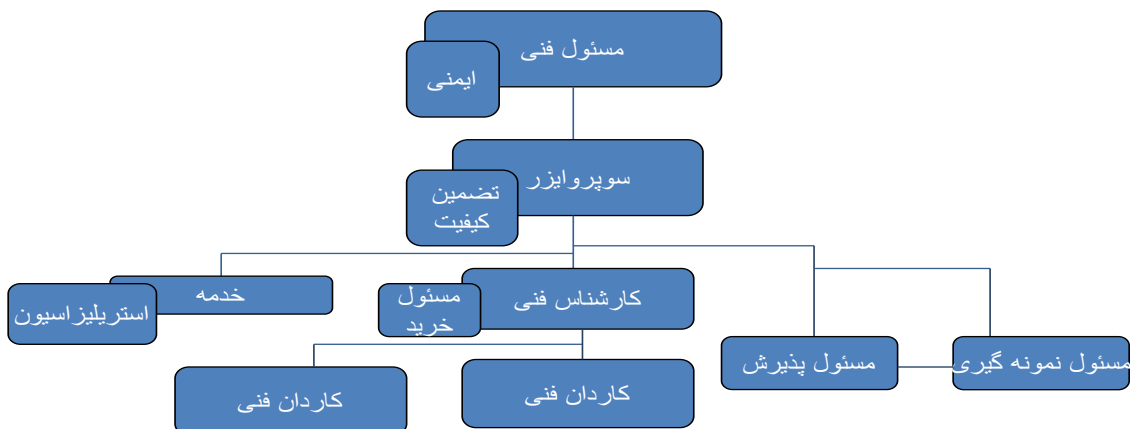 مسئول فنی
ایمنی
سوپروایزر
تضمین
کیفیت
خدمه
استریلیزاسیون
کارشناس فنی
مسئول
خرید
مسئول پذیرش
مسئول نمونه گیری
کاردان فنی
کاردان فنی